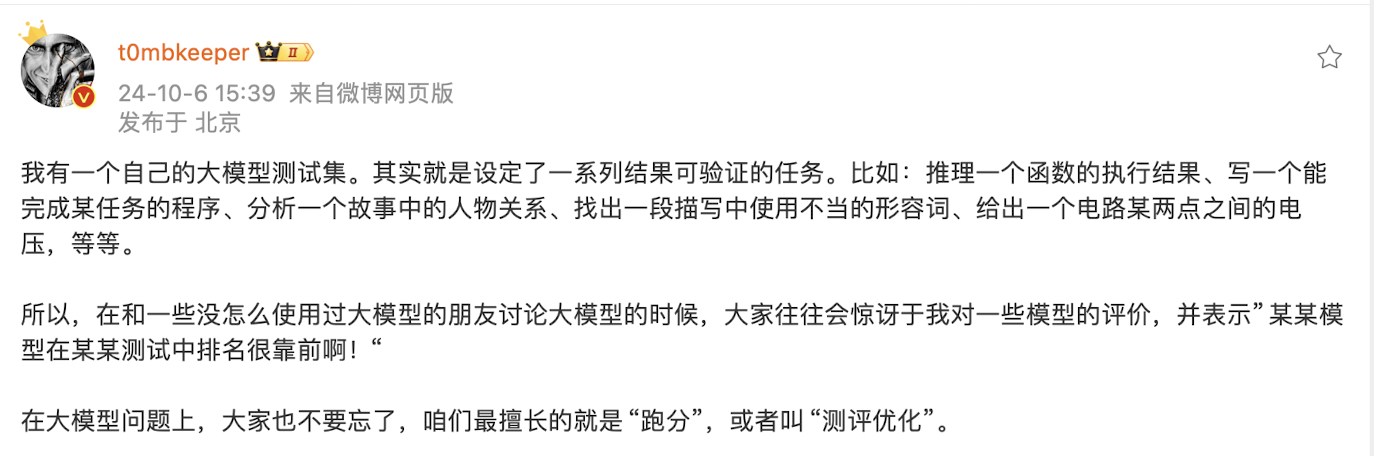 t0mbkeeper II
24-10-6 15:39 来自微博网页版
发布于 北京
我有一个自己的大模型测试集。其实就是设定了一系列结果可验证的任务。比如：推理一个函数的执行结果、写一个能
完成某任务的程序、分析一个故事中的人物关系、找出一段描写中使用不当的形容词、给出一个电路某两点之间的电
压，等等。
所以，在和一些没怎么使用过大模型的朋友讨论大模型的时候，大家往往会惊讶于我对一些模型的评价，并表示”某某模
型在某某测试中排名很靠前啊！“
在大模型问题上，大家也不要忘了，咱们最擅长的就是“跑分”，或者叫“测评优化”。